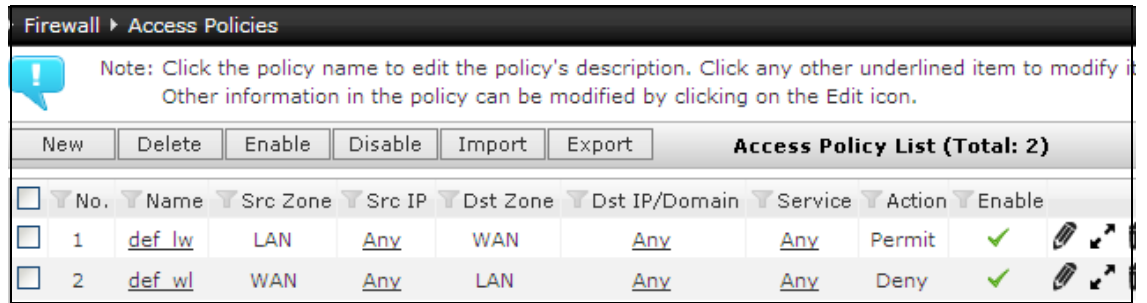 Firewall ▸ Access Policies
Note: Click the policy name to edit the policy's description. Click any other underlined item to modify it
Other information in the policy can be modified by clicking on the Edit icon.
New Delete Enable Disable Import Export Access Policy List (Total: 2)
No. Name Src Zone Src IP Dst Zone Dst IP/Domain Service Action Enable
1 def_lw LAN Any WAN Any Any Permit
2 def_wl WAN Any LAN Any Any Deny